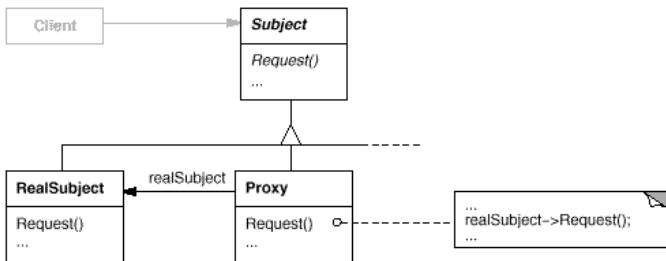 Client
Subject
Request()
...
realSubject
RealSubject
Request()
...
Proxy
Request()
...
...
realSubject->Request();
...